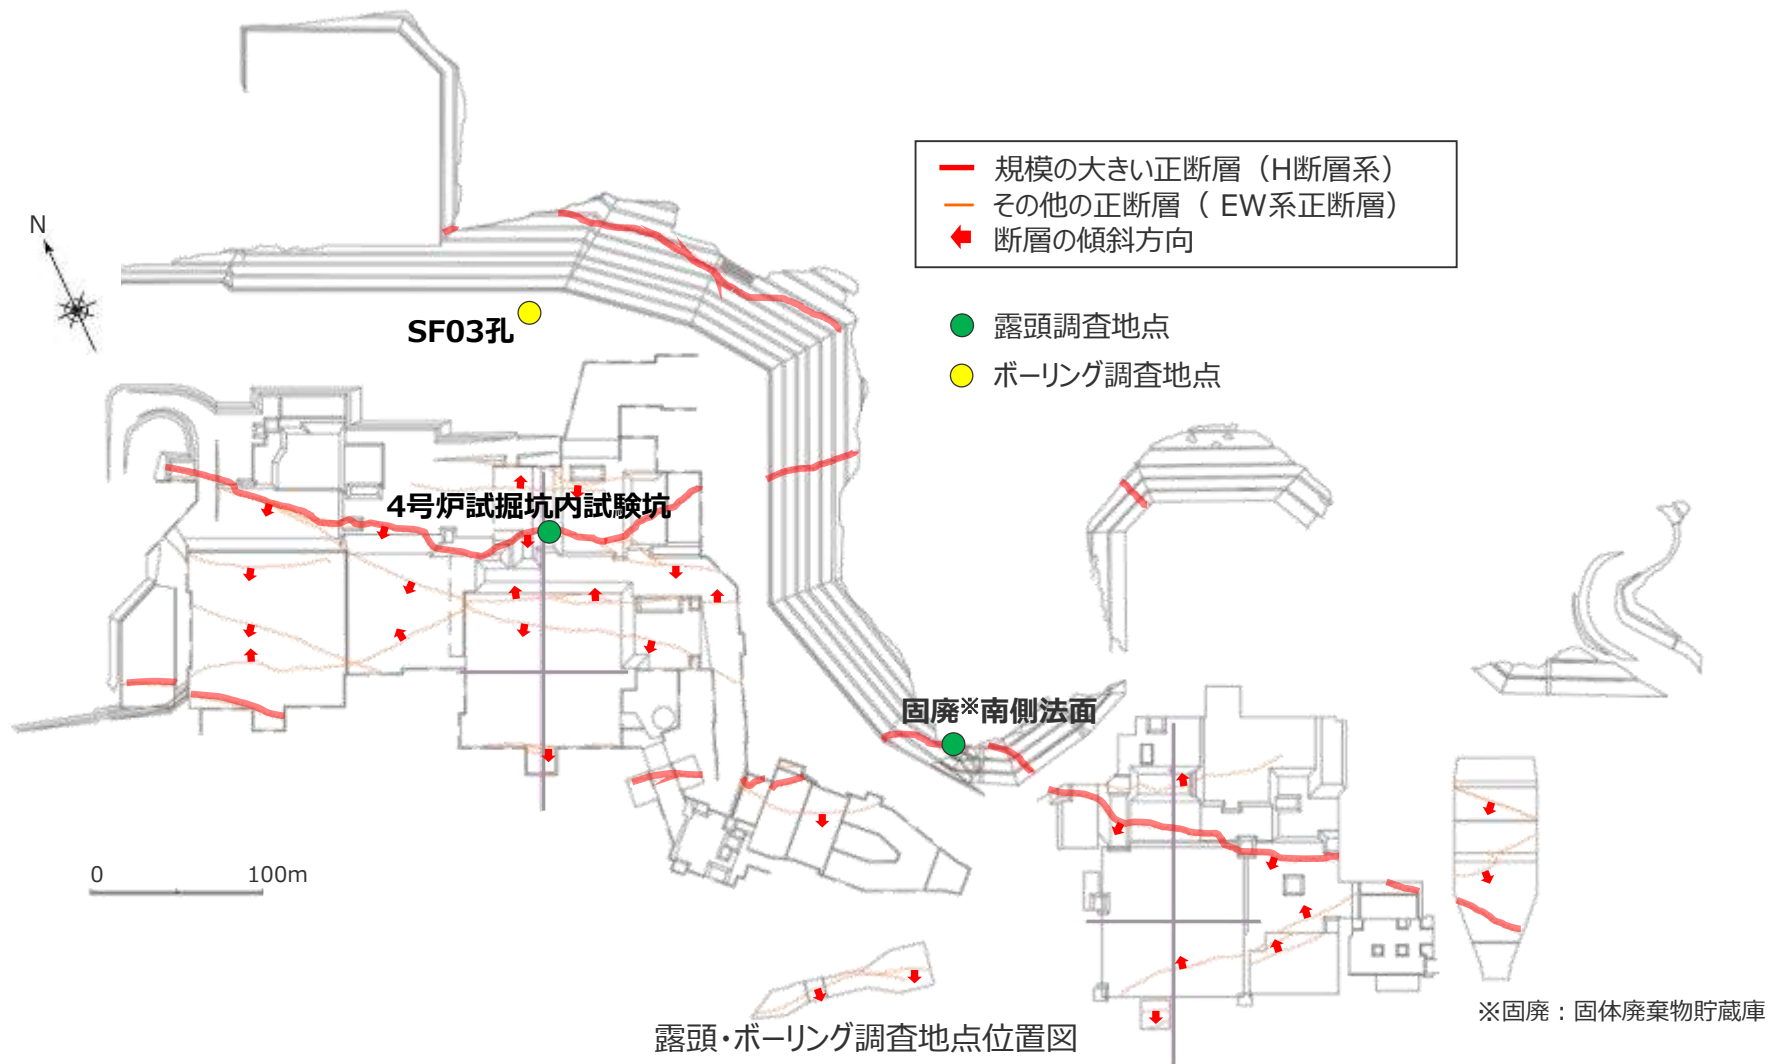 規模の大きい正断層（H断層系）
その他の正断層（ EW系正断層）
断層の傾斜方向
N
SF03孔
露頭調査地点
ボーリング調査地点
4号炉試掘坑内試験坑
固廃※南側法面
0 100m
※固廃：固体廃棄物貯蔵庫
露頭・ボーリング調査地点位置図